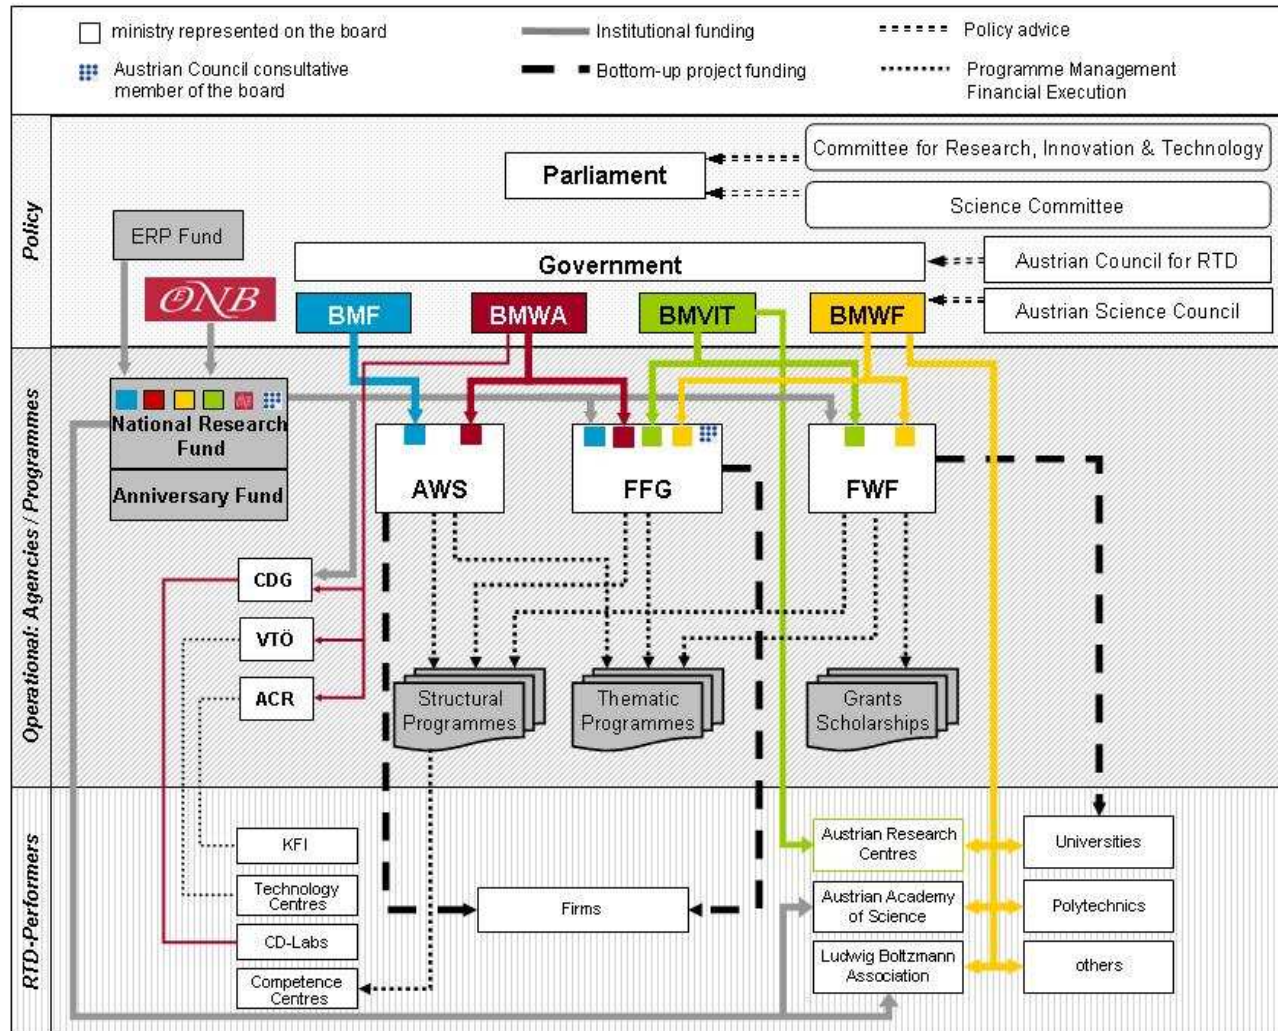 ministry represented on the board
Institutional funding
Policy advice
Austrian Council consultative
member of the board
Bottom-up project funding
Programme Management
Financial Execution
Policy
Committee for Research, Innovation & Technology
Parliament
Science Committee
ERP Fund
Government
Austrian Council for RTD
OeNB
BMF
BMWA
BMVIT
BMWF
Austrian Science Council
Operational: Agencies / Programmes
National Research
Fund
Anniversary Fund
AWS
FFG
FWF
CDG
VTÖ
ACR
Structural
Programmes
Thematic
Programmes
Grants
Scholarships
RTD-Performers
KFI
Technology
Centres
CD-Labs
Competence
Centres
Firms
Austrian Research
Centres
Universities
Austrian Academy
of Science
Polytechnics
Ludwig Boltzmann
Association
others